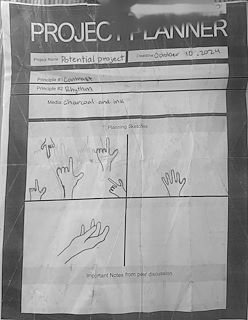 PROJECT PLANNER
Project Name: Potential project Deadline: October 30, 2024
Principle #1: Contrast
Principle #2: Rhythm
Media: Charcoal and ink
Planning Sketches
Important Notes from peer discussion